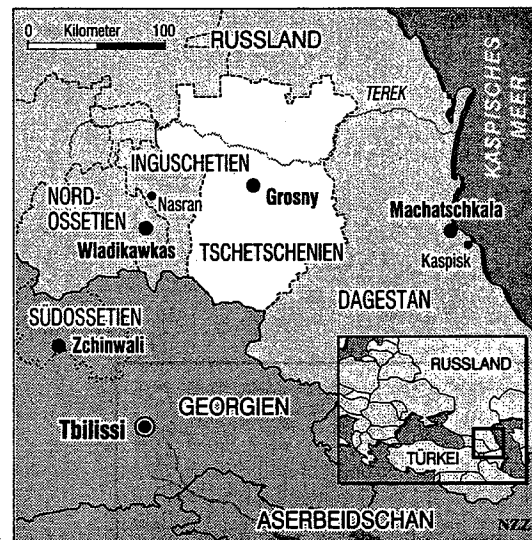 0 Kilometer 100
RUSSLAND
TEREK
KASPISCHES
MEER
INGUSCHETIEN
NORD-
OSSETIEN
Nasran
Grosny
Machatschkala
Wladikawkas
TSCHETSCHENIEN
Kaspisk
DAGESTAN
SÜDOSSETIEN
Zchinwali
RUSSLAND
GEORGIEN
Tbilissi
TÜRKEI
ASERBEIDSCHAN
NZZ